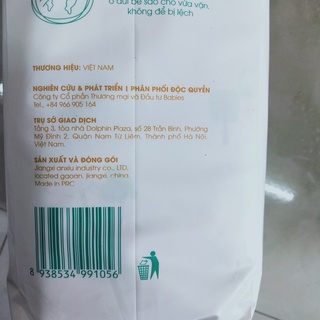 ở đùi bé sao cho vừa vặn,
không để bị lệch
THƯƠNG HIỆU: VIỆT NAM
NGHIÊN CỨU & PHÁT TRIỂN | PHÂN PHỐI ĐỘC QUYỀN
Công ty Cổ phần Thương mại và Đầu tư Babies
Tel.: +84 966 905 164
TRỤ SỞ GIAO DỊCH
Tầng 3, tòa nhà Dolphin Plaza, số 28 Trần Bình, Phường
Mỹ Đình 2, Quận Nam Từ Liêm, Thành phố Hà Nội,
Việt Nam.
SẢN XUẤT VÀ ĐÓNG GÓI
Jiangxi anxiu industry co., LTD.
located gaoan, jiangxi, china.
Made in PRC
8 938534 991056